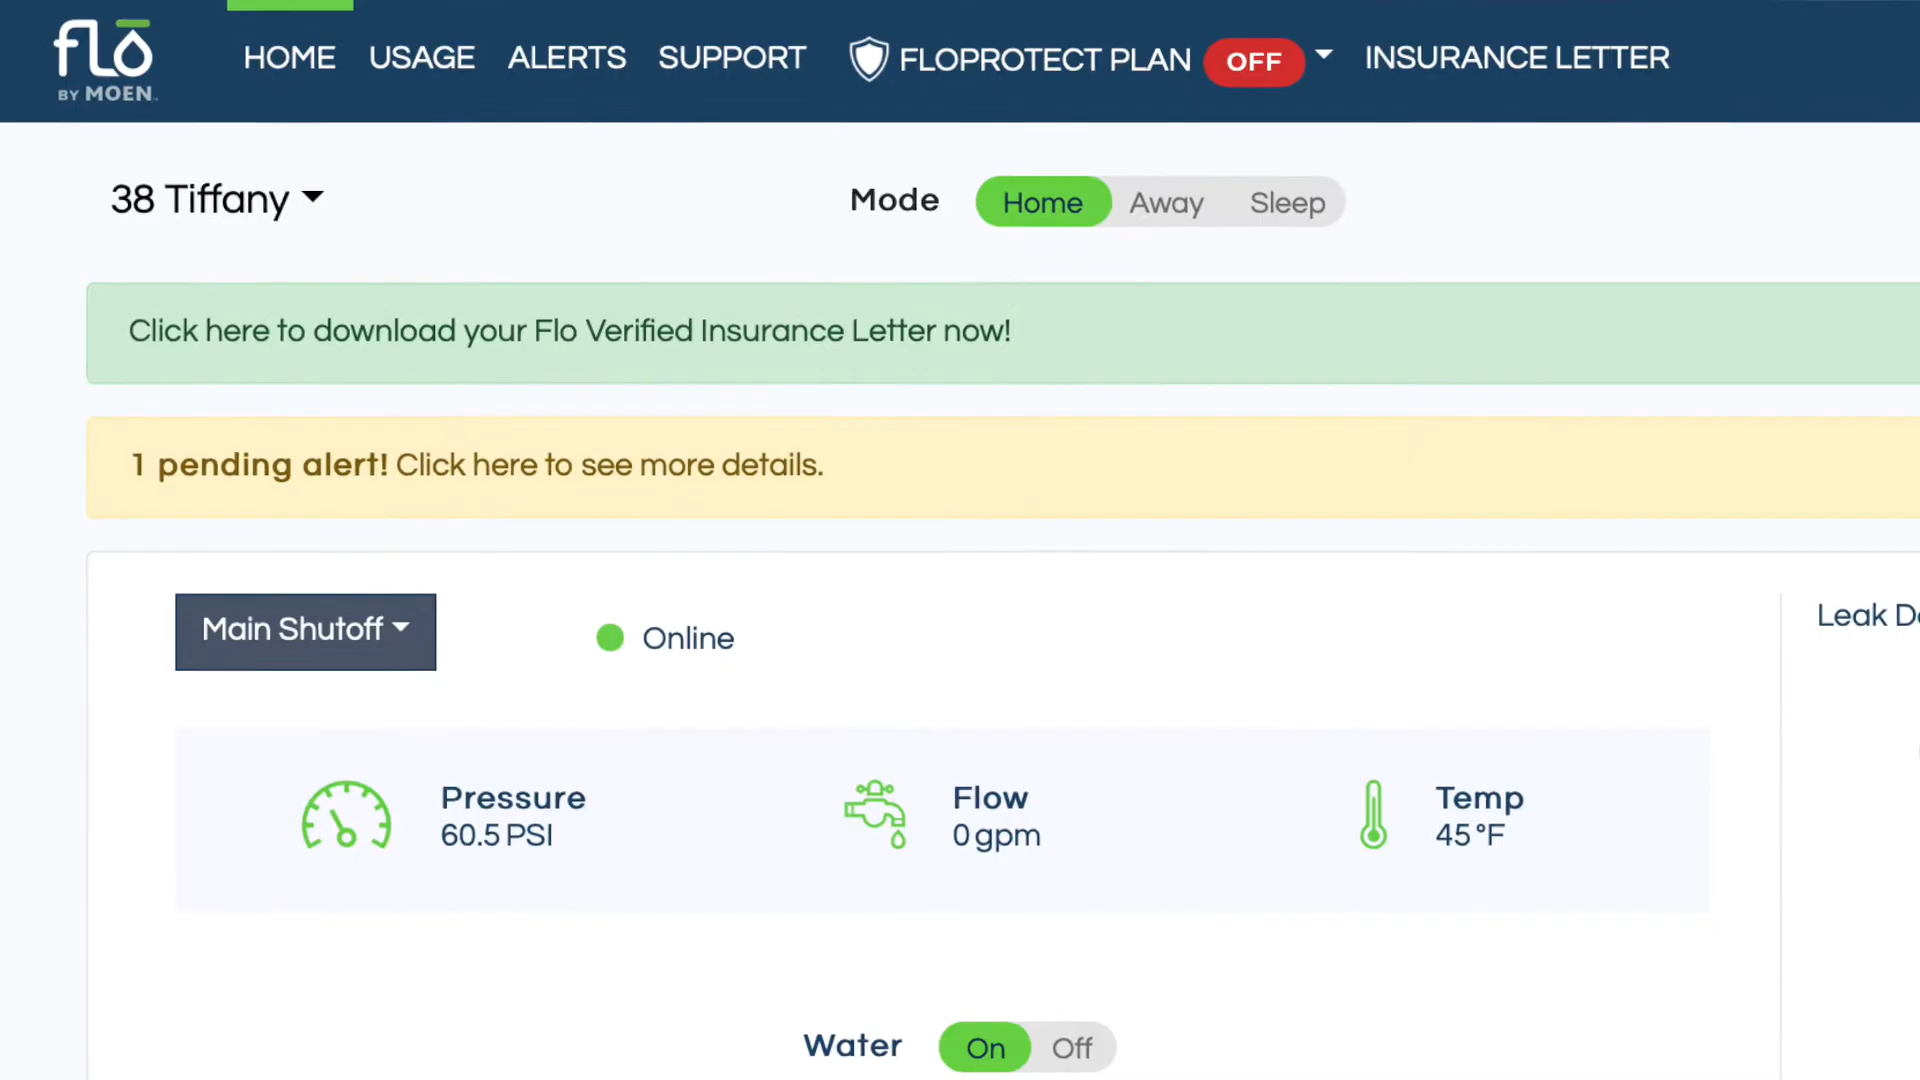 flō
BY MOEN
HOME USAGE ALERTS SUPPORT FLOPROTECT PLAN OFF INSURANCE LETTER
38 Tiffany
Mode Home Away Sleep
Click here to download your Flo Verified Insurance Letter now!
1 pending alert! Click here to see more details.
Main Shutoff
Online
Leak D
Pressure
60.5 PSI
Flow
0 gpm
Temp
45 °F
Water On Off